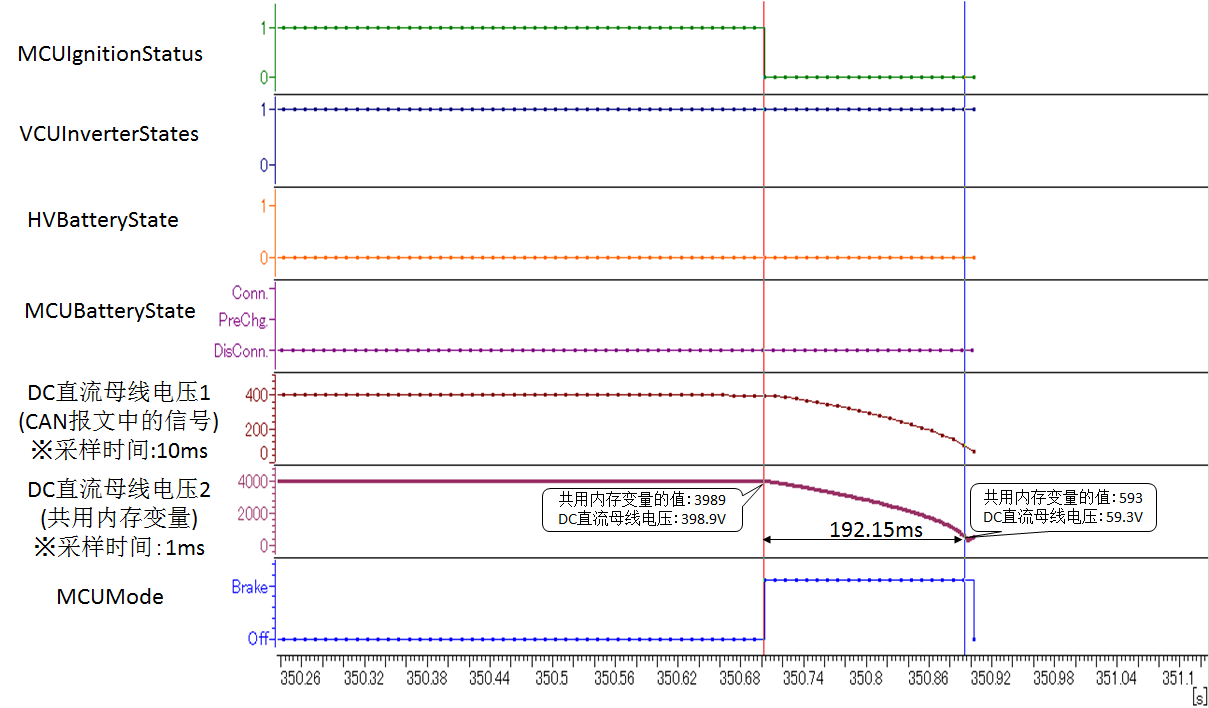 MCUIgnitionStatus
1
0
VCUInverterStates
1
0
HVBatteryState
1
0
MCUBatteryState
Conn.
PreChg.
DisConn.
DC直流母线电压1
(CAN报文中的信号)
※采样时间:10ms
400
200
0
DC直流母线电压2
(共用内存变量)
※采样时间：1ms
4000
2000
0
共用内存变量的值：3989
DC直流母线电压：398.9V
192.15ms
共用内存变量的值：593
DC直流母线电压：59.3V
MCUMode
Brake
Off
350.26 350.32 350.38 350.44 350.5 350.56 350.62 350.68 350.74 350.8 350.86 350.92 350.98 351.04 351.1
[s]